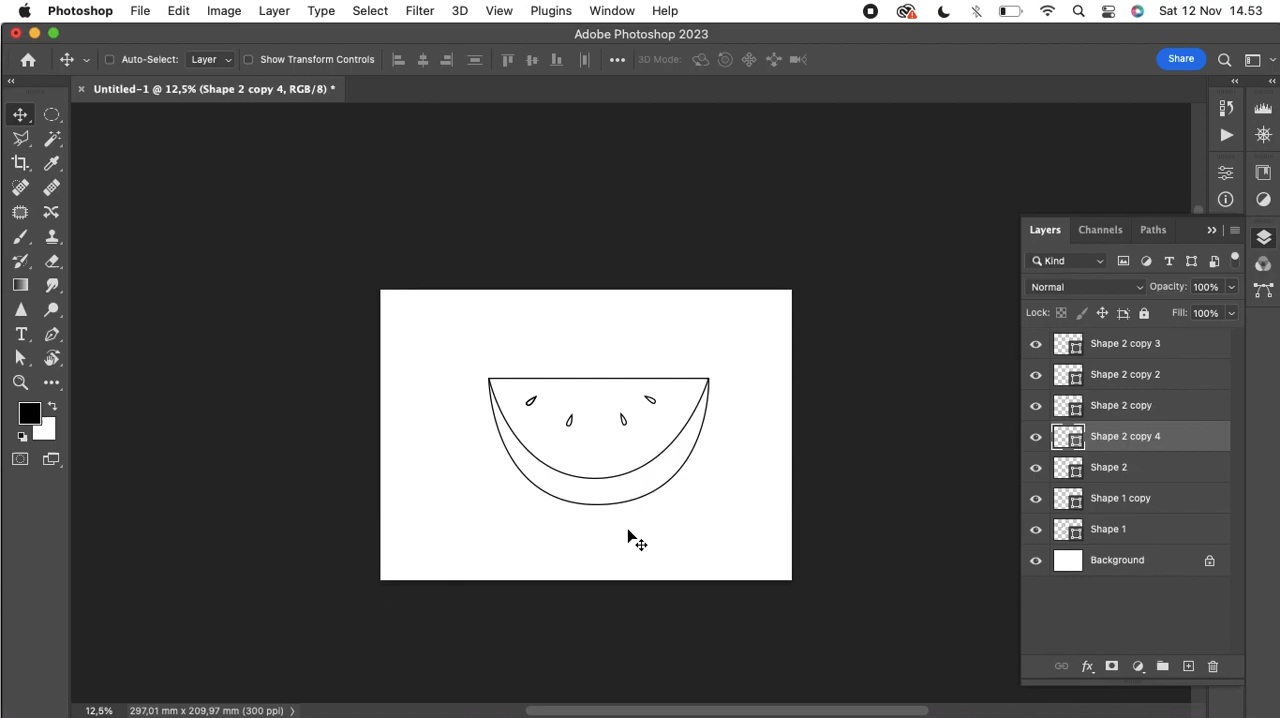 Photoshop File Edit Image Layer Type Select Filter 3D View Plugins Window Help Sat 12 Nov 14.53
Adobe Photoshop 2023
Auto-Select: Layer Show Transform Controls 3D Mode: Share
Untitled-1 @ 12,5% (Shape 2 copy 4, RGB/8) *
Layers Channels Paths
Kind
Normal Opacity: 100%
Lock: Fill: 100%
Shape 2 copy 3
Shape 2 copy 2
Shape 2 copy
Shape 2 copy 4
Shape 2
Shape 1 copy
Shape 1
Background
12,5% 297,01 mm x 209,97 mm (300 ppi)